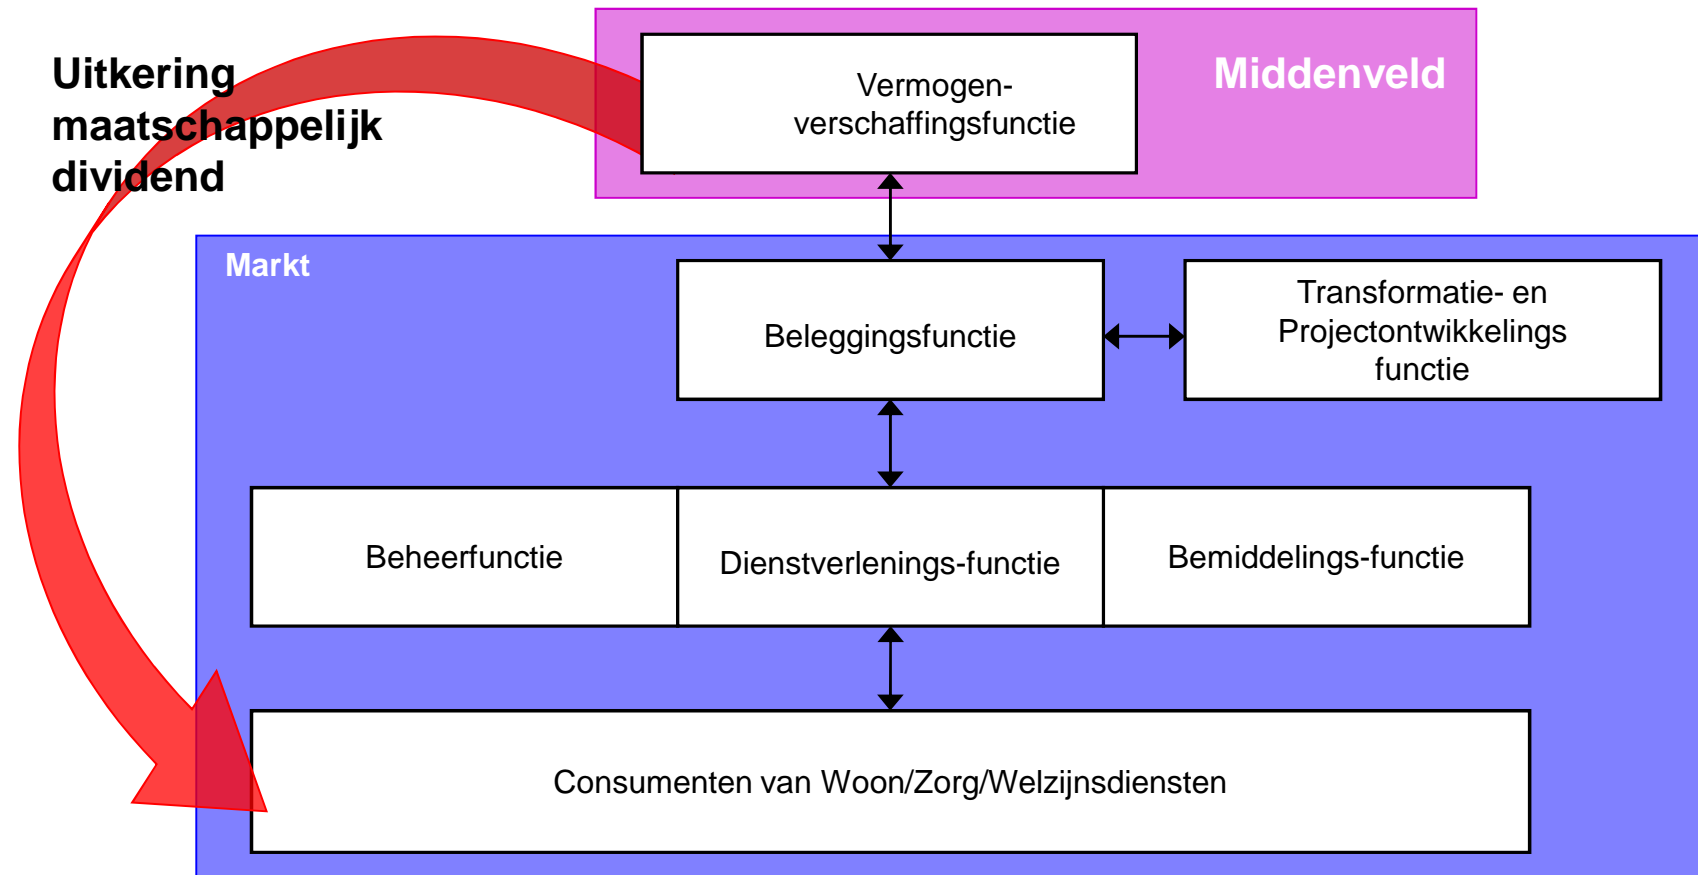 Uitkering
maatschappelijk
dividend
Vermogen-
verschaffingsfunctie
Middenveld
Markt
Beleggingsfunctie
Transformatie- en
Projectontwikkelings
functie
Beheerfunctie
Dienstverlenings-functie
Bemiddelings-functie
Consumenten van Woon/Zorg/Welzijnsdiensten